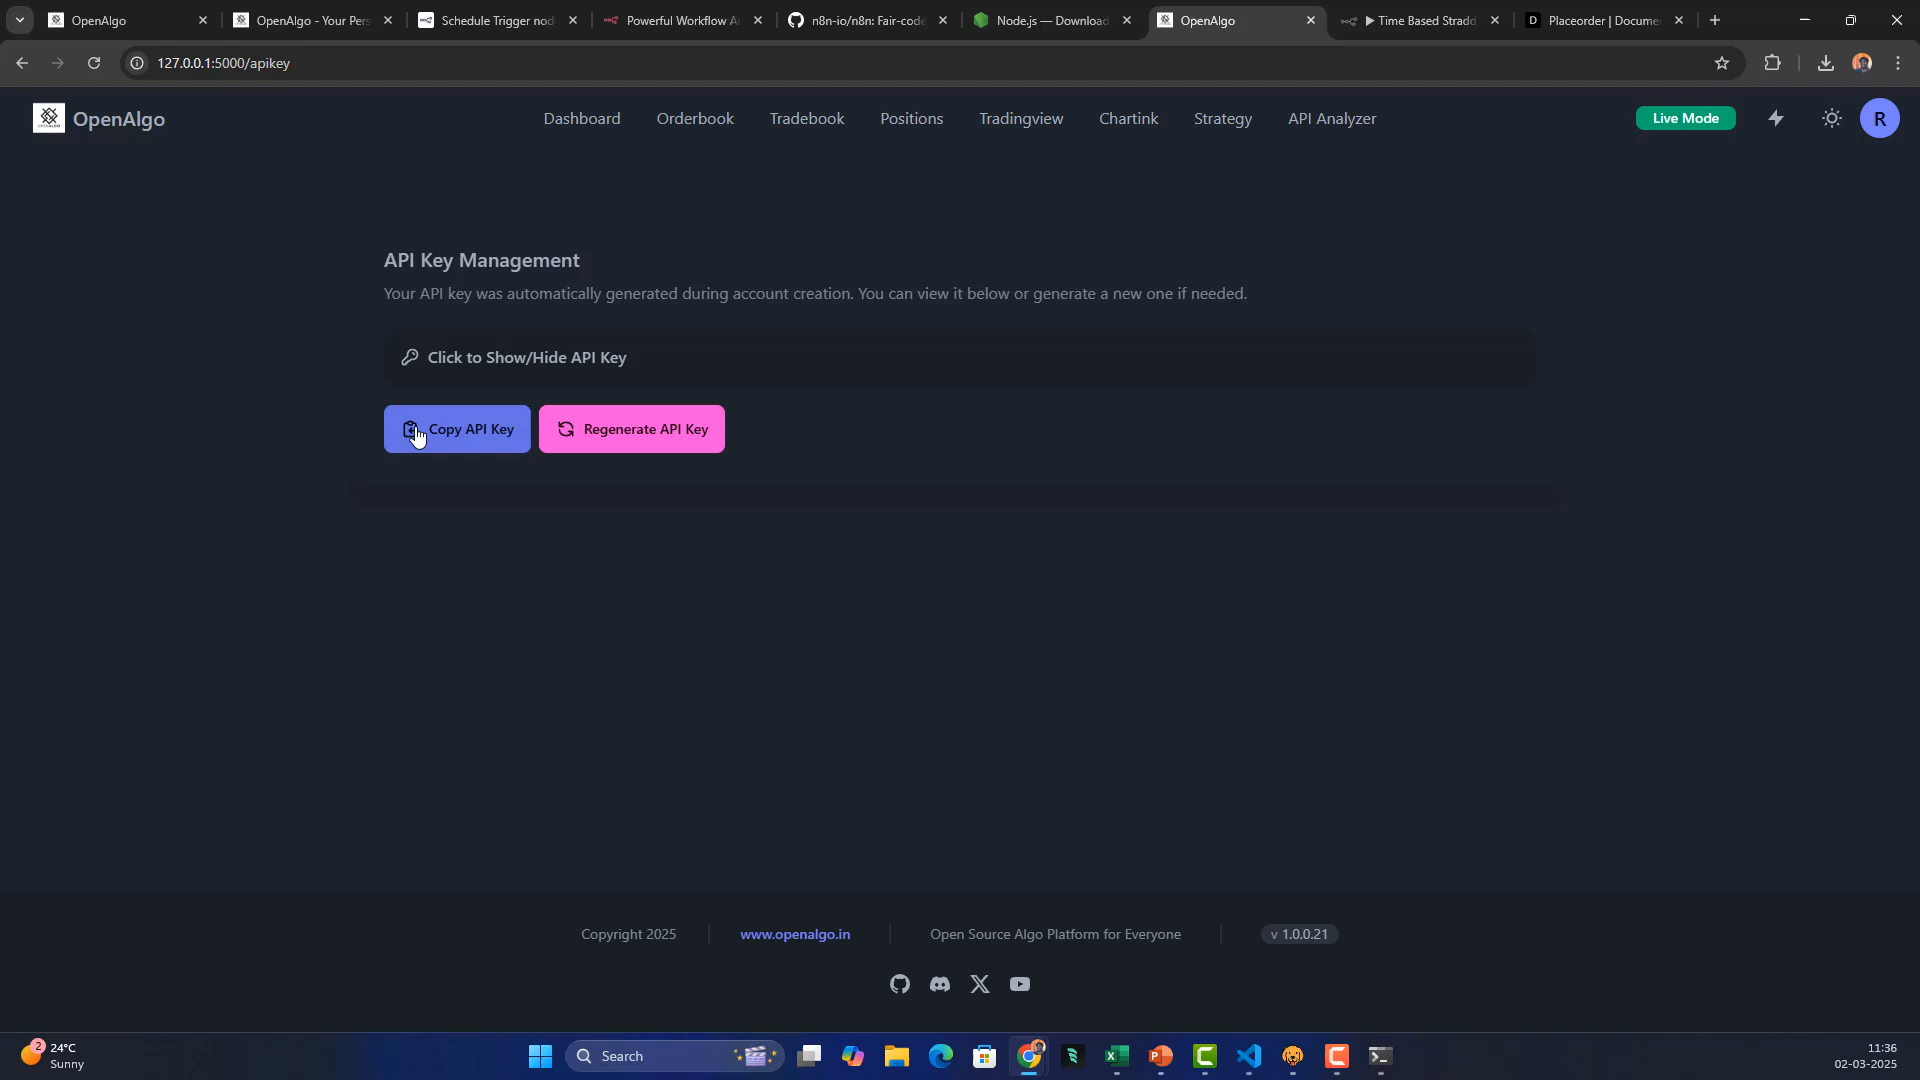 OpenAlgo
OpenAlgo - Your Pers
Schedule Trigger nod
Powerful Workflow A
n8n-io/n8n: Fair-code
Node.js — Download
OpenAlgo
Time Based Stradd
D Placeorder | Docume
127.0.0.1:5000/apikey
OpenAlgo
Dashboard
Orderbook
Tradebook
Positions
Tradingview
Chartink
Strategy
API Analyzer
Live Mode
R
API Key Management
Your API key was automatically generated during account creation. You can view it below or generate a new one if needed.
Click to Show/Hide API Key
Copy API Key
Regenerate API Key
Copyright 2025
www.openalgo.in
Open Source Algo Platform for Everyone
v 1.0.0.21
2
24°C
Sunny
Search
11:36
02-03-2025